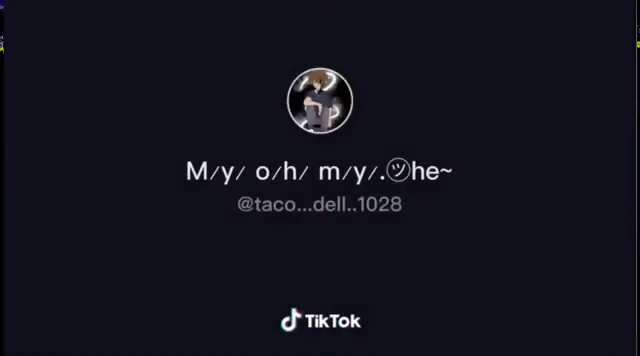 M⁄y⁄ o⁄h⁄ m⁄y⁄.㋡he~
@taco...dell..1028
TikTok